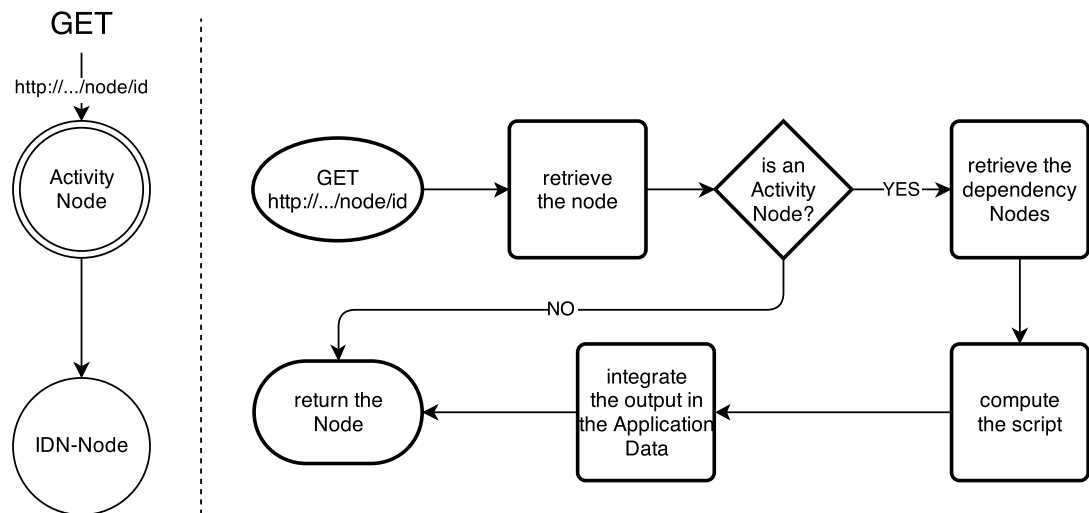 GET
http://.../node/id
Activity
Node
IDN-Node
GET
http://.../node/id
retrieve
the node
is an
Activity
Node?
YES
retrieve the
dependency
Nodes
NO
return the
Node
integrate
the output in
the Application
Data
compute
the script